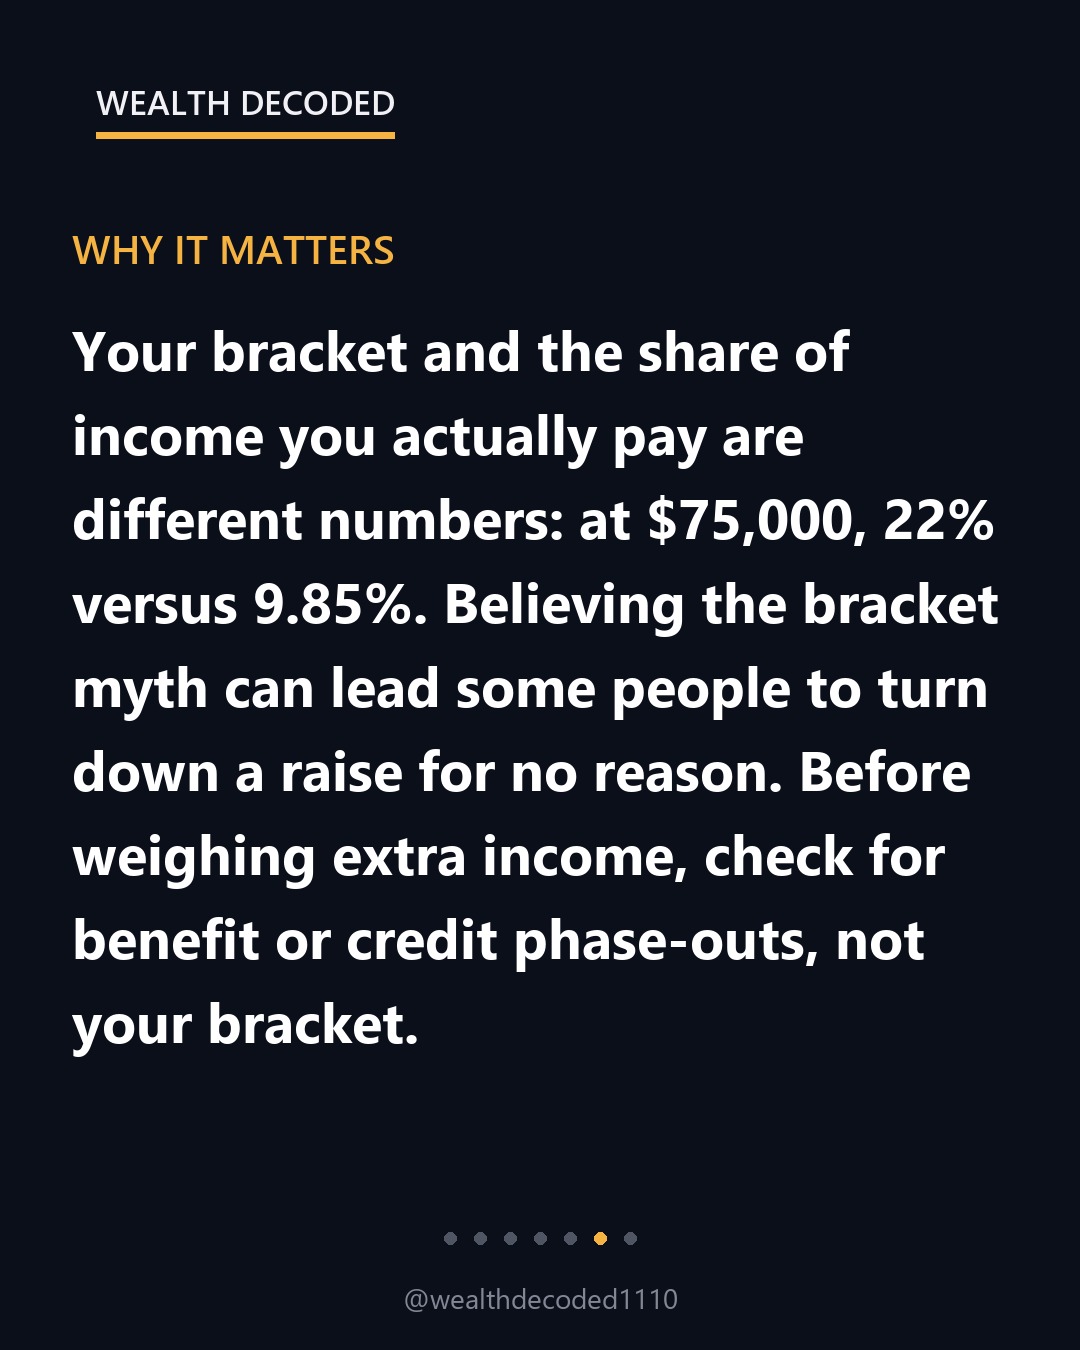 WEALTH DECODED
WHY IT MATTERS
Your bracket and the share of
income you actually pay are
different numbers: at $75,000, 22%
versus 9.85%. Believing the bracket
myth can lead some people to turn
down a raise for no reason. Before
weighing extra income, check for
benefit or credit phase-outs, not
your bracket.
@wealthdecoded1110